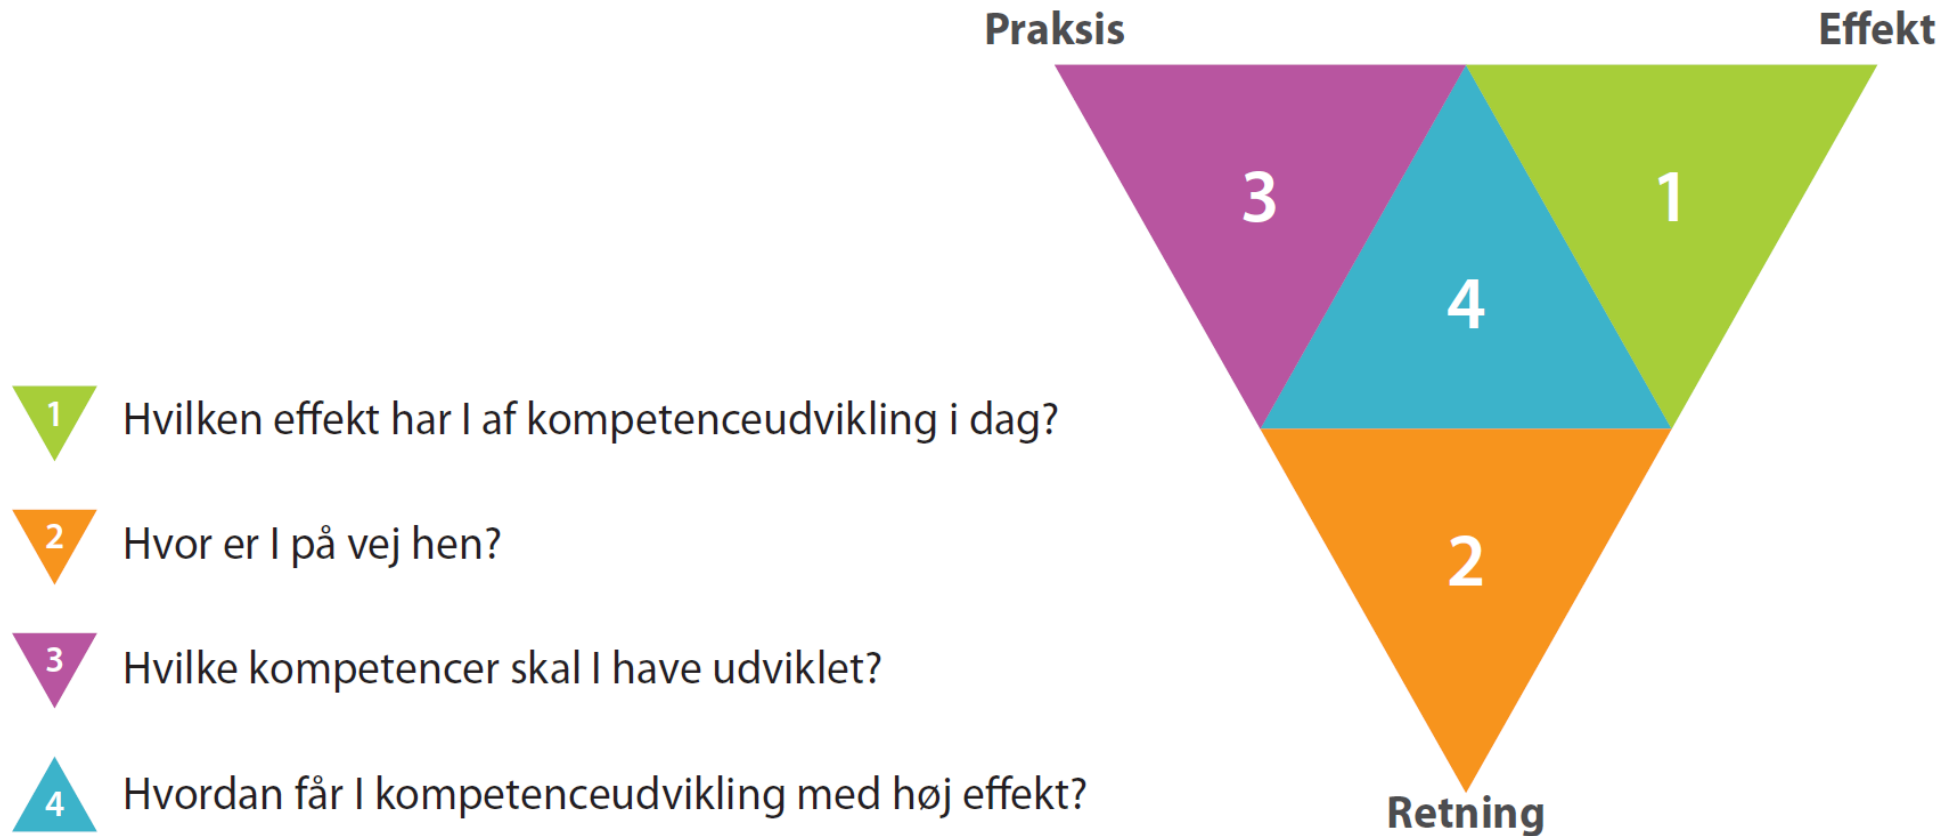 Praksis
Effekt
3
1
4
2
Retning
1 Hvilken effekt har I af kompetenceudvikling i dag?
2 Hvor er I på vej hen?
3 Hvilke kompetencer skal I have udviklet?
4 Hvordan får I kompetenceudvikling med høj effekt?